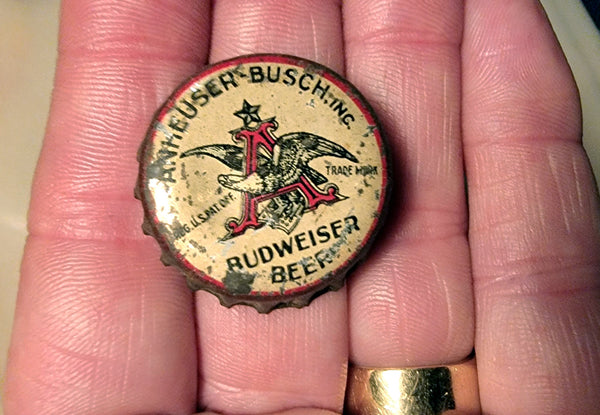 ANHEUSER-BUSCH, INC.
TRADE MARK
REG. U.S. PAT. OFF.
BUDWEISER
BEER